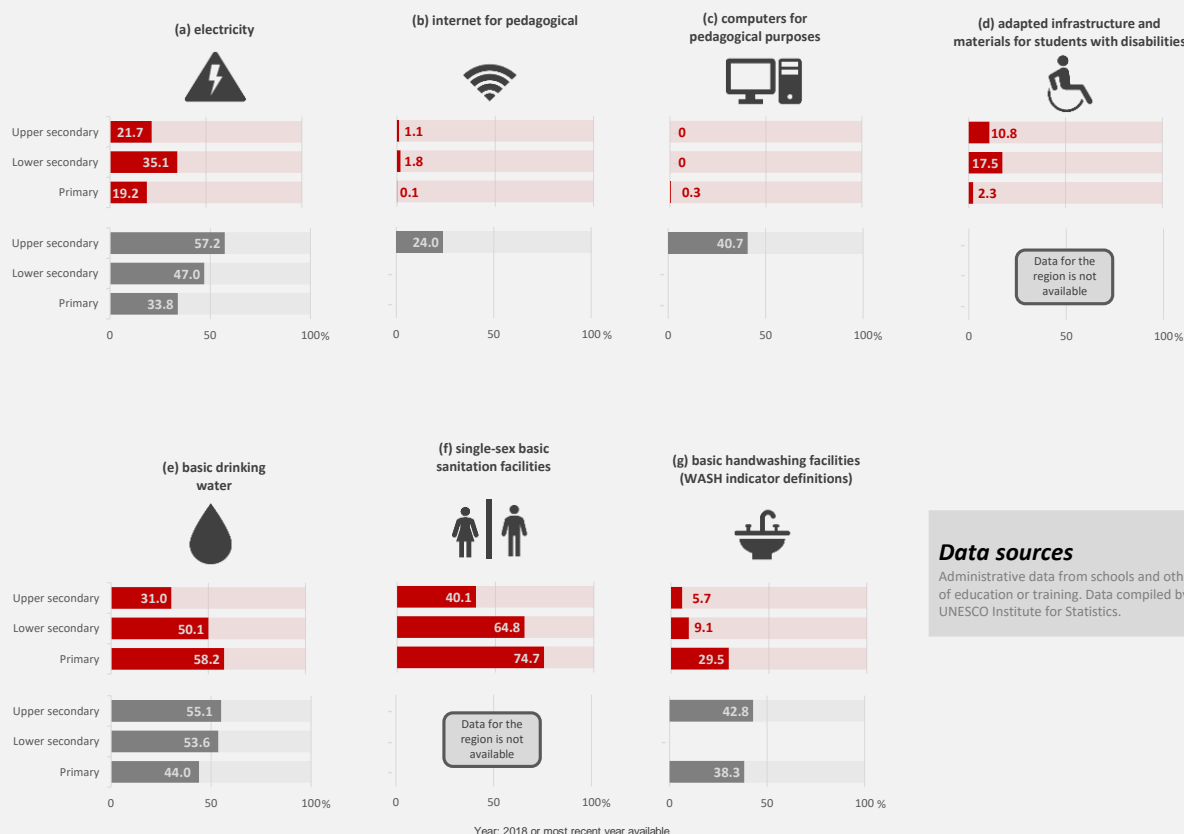 (a) electricity
(b) internet for pedagogical
(c) computers for
pedagogical purposes
(d) adapted infrastructure and
materials for students with disabilities
Upper secondary 21.7 1.1 0 10.8
Lower secondary 35.1 1.8 0 17.5
Primary 19.2 0.1 0.3 2.3
Upper secondary 57.2 24.0 40.7
Lower secondary 47.0
Primary 33.8
Data for the
region is not
available
0 50 100% 0 50 100% 0 50 100% 0 50 100%
(e) basic drinking
water
(f) single-sex basic
sanitation facilities
(g) basic handwashing facilities
(WASH indicator definitions)
Upper secondary 31.0 40.1 5.7
Lower secondary 50.1 64.8 9.1
Primary 58.2 74.7 29.5
Upper secondary 55.1 42.8
Lower secondary 53.6
Primary 44.0 38.3
Data for the
region is not
available
0 50 100% 0 50 100% 0 50 100%
Data sources
Administrative data from schools and oth
of education or training. Data compiled b
UNESCO Institute for Statistics.
Year: 2018 or most recent year available